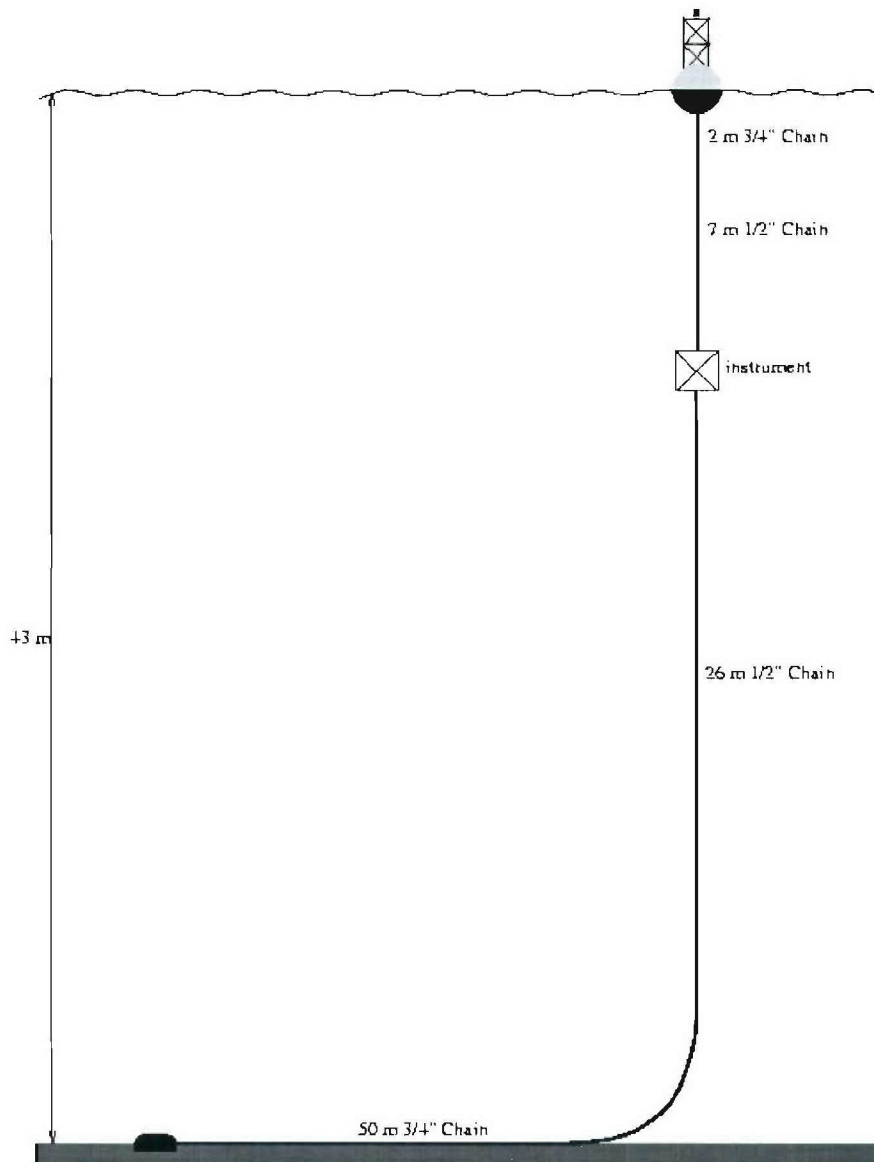 2 m 3/4" Chain
7 m 1/2" Chain
instrument
43 m
26 m 1/2" Chain
50 m 3/4" Chain